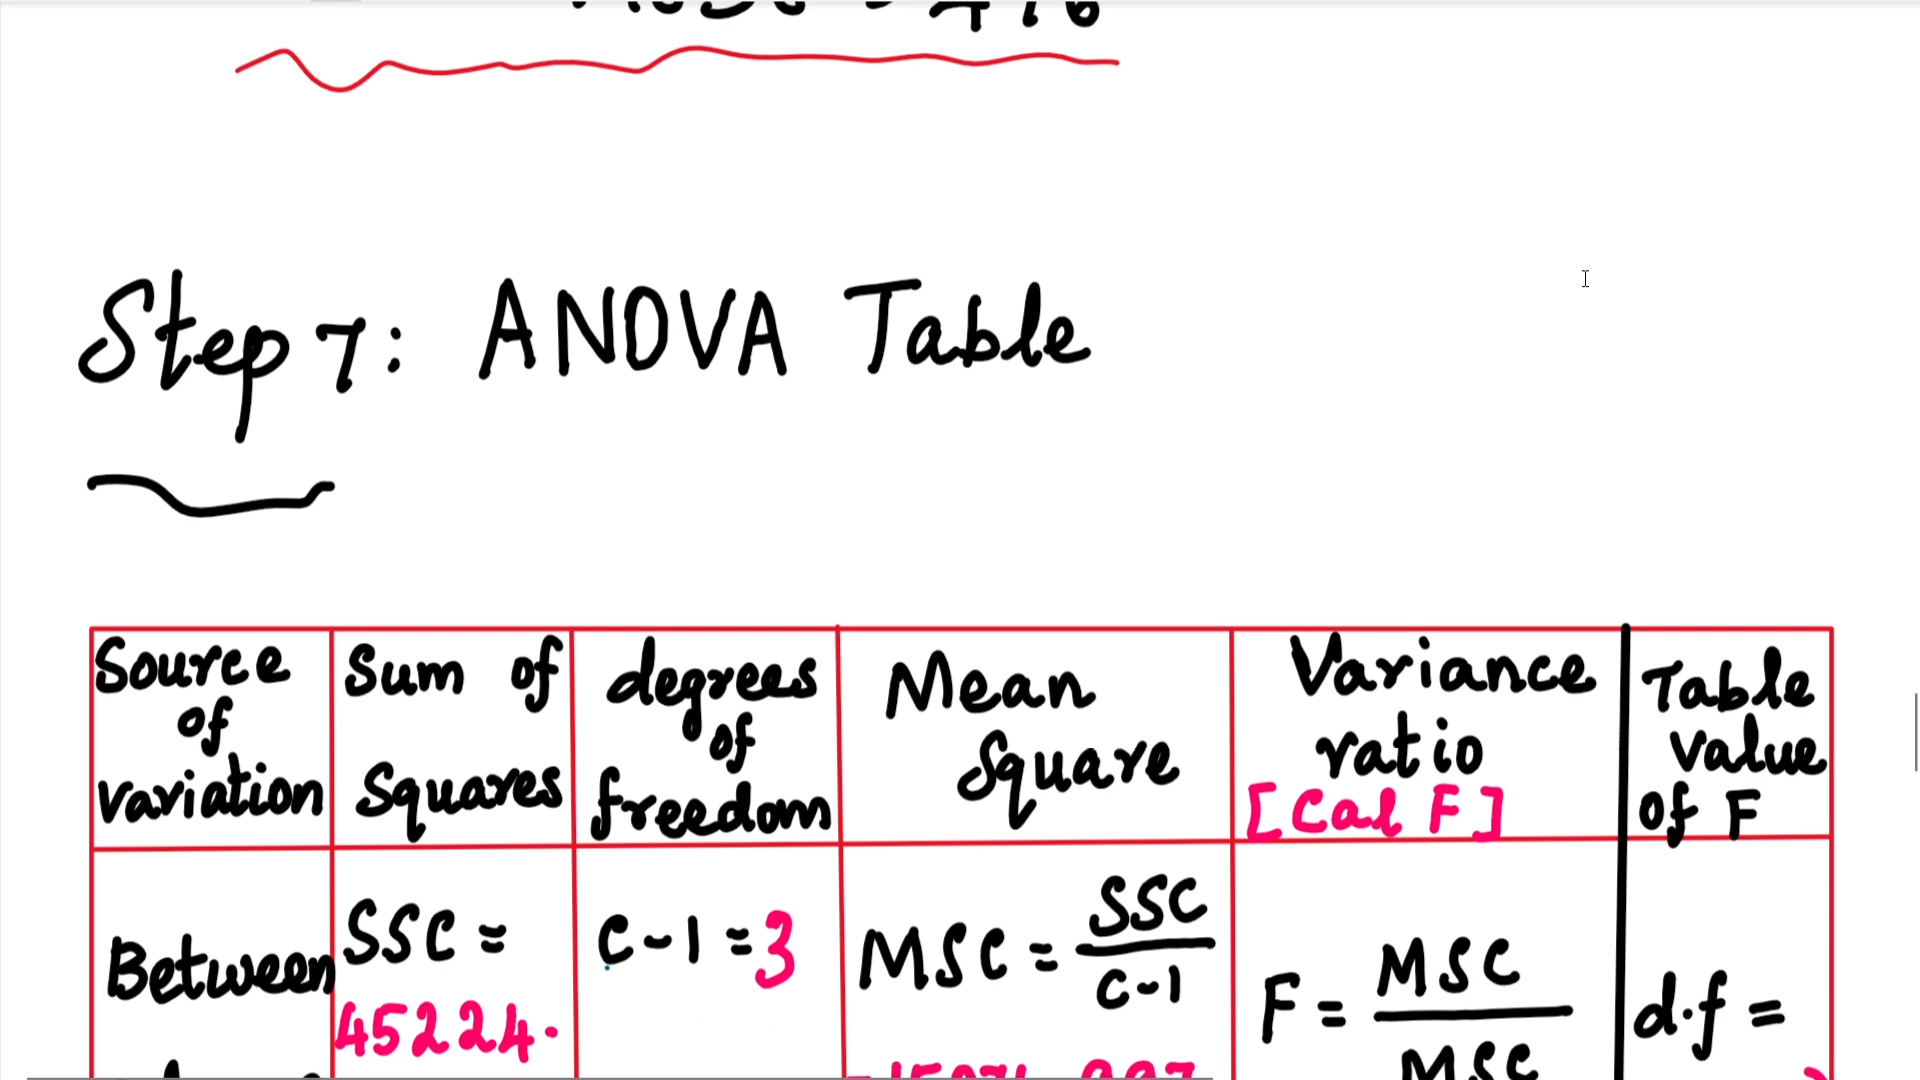 Step 7: ANOVA Table
Source of variation
Sum of Squares
degrees of freedom
Mean Square
Variance ratio [Cal F]
Table Value of F
Between
SSC = 45224.
c-1 = 3
MSC = SSC / c-1
F = MSC / MSC
d.f =